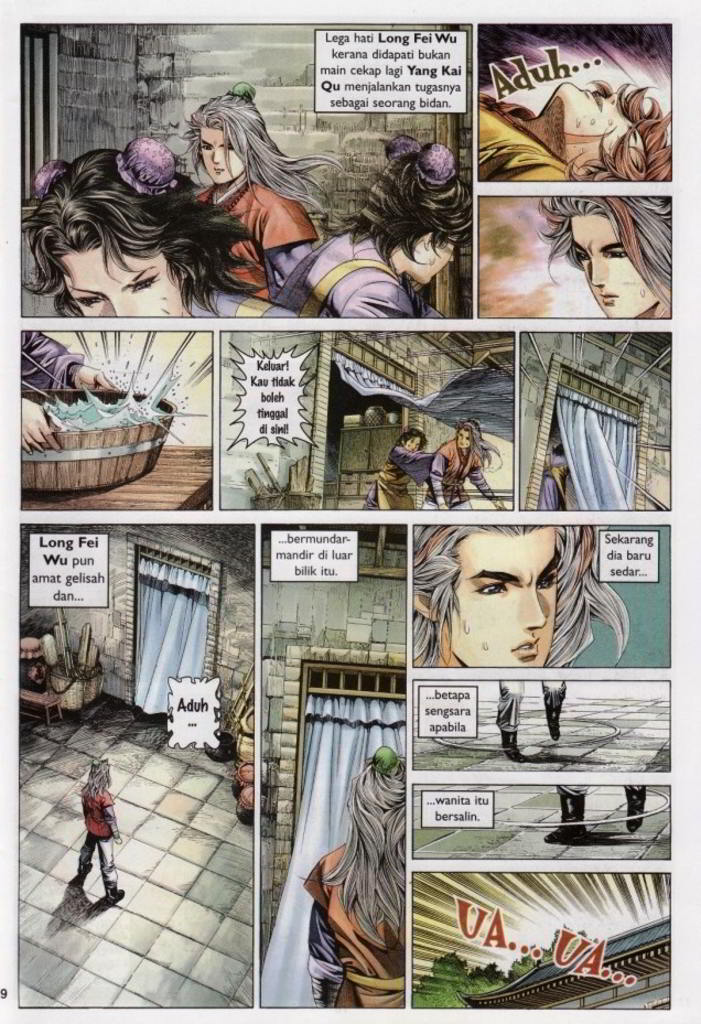 Lega hati Long Fei Wu
kerana didapati bukan
main cekap lagi Yang Kai
Qu menjalankan tugasnya
sebagai seorang bidan.
Aduh...
Keluar!
Kau tidak
boleh
tinggal
di sini!
Long Fei
Wu pun
amat gelisah
dan...
Aduh
...
...bermundar-
mandir di luar
bilik itu.
Sekarang
dia baru
sedar...
...betapa
sengsara
apabila
...wanita itu
bersalin.
UA... UA...
9